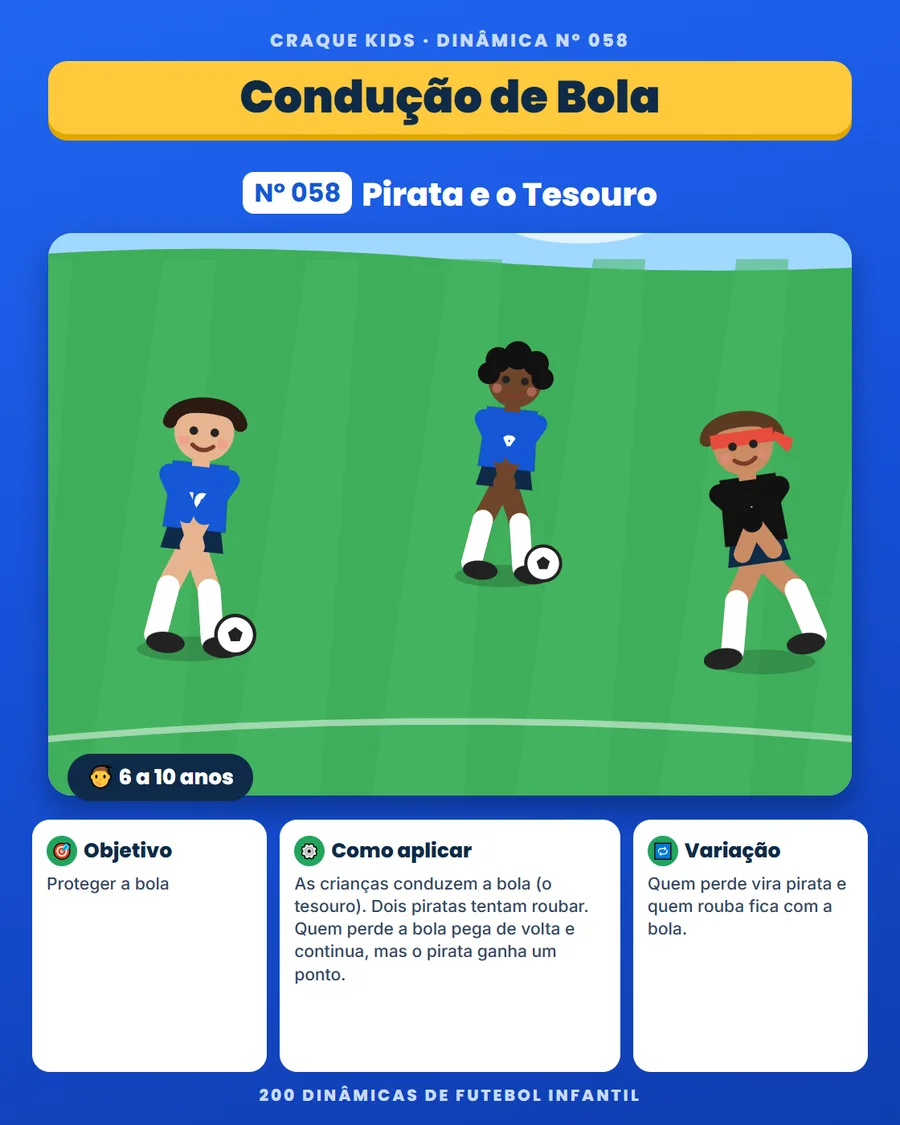 CRAQUE KIDS · DINÂMICA Nº 058
Condução de Bola
Nº 058 Pirata e o Tesouro
6 a 10 anos
Objetivo
Proteger a bola
Como aplicar
As crianças conduzem a bola (o
tesouro). Dois piratas tentam roubar.
Quem perde a bola pega de volta e
continua, mas o pirata ganha um
ponto.
Variação
Quem perde vira pirata e
quem rouba fica com a
bola.
200 DINÂMICAS DE FUTEBOL INFANTIL